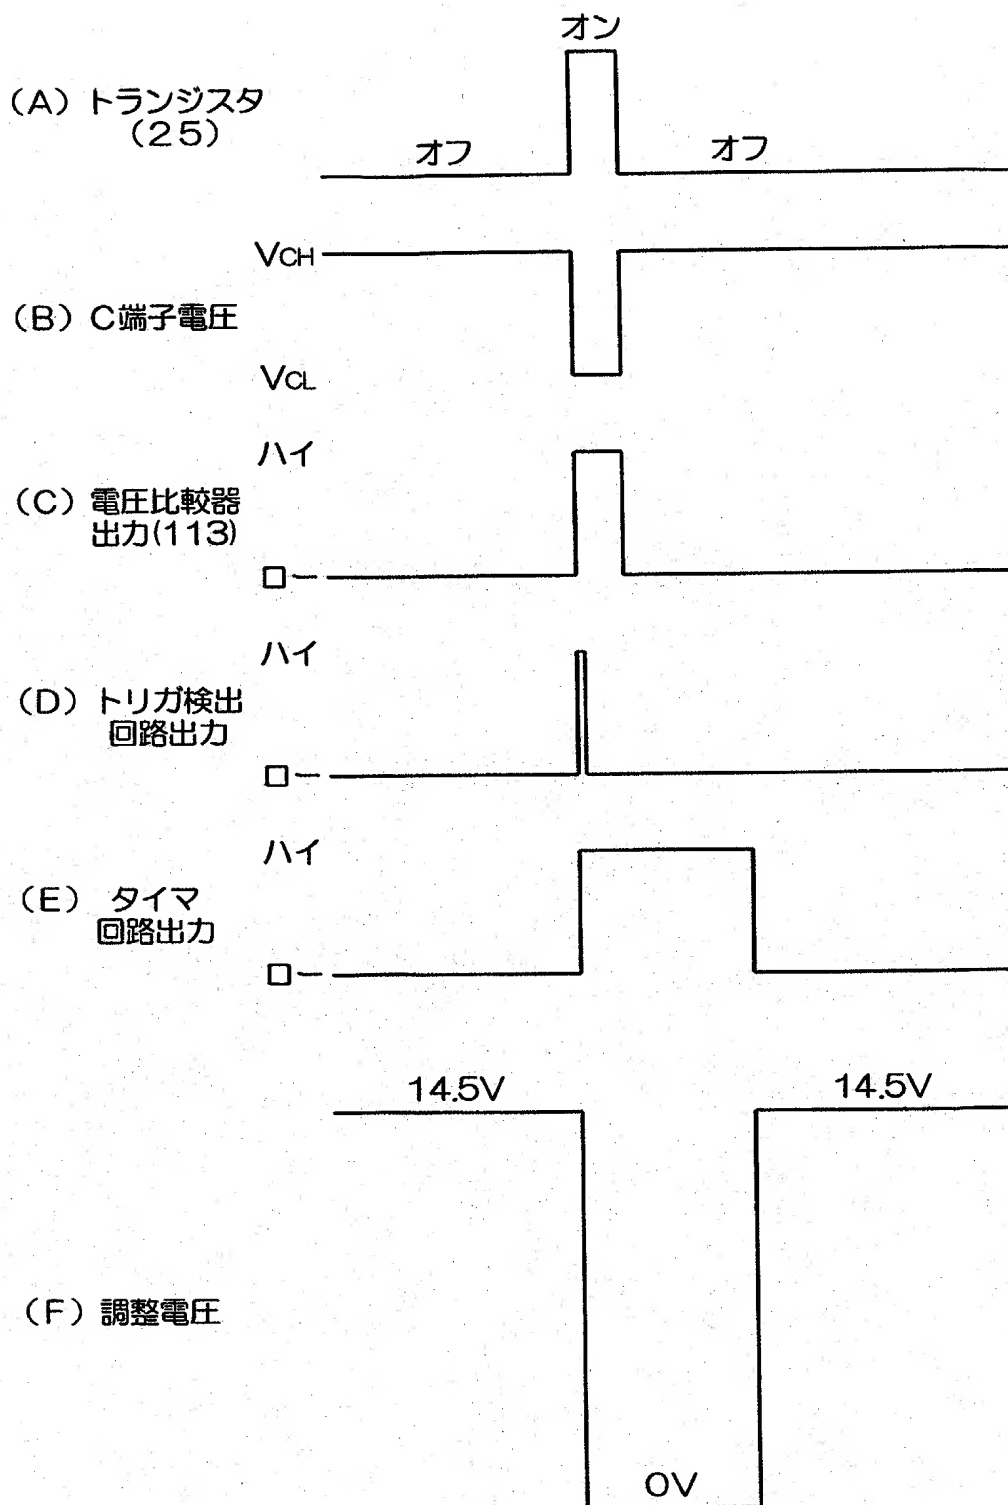 オン
(A) トランジスタ
(25)
オフ
オフ
VCH
(B) C端子電圧
VCL
ハイ
(C) 電圧比較器
出力(113)
ロー
ハイ
(D) トリガ検出
回路出力
ロー
ハイ
(E) タイマ
回路出力
ロー
14.5V
14.5V
(F) 調整電圧
0V